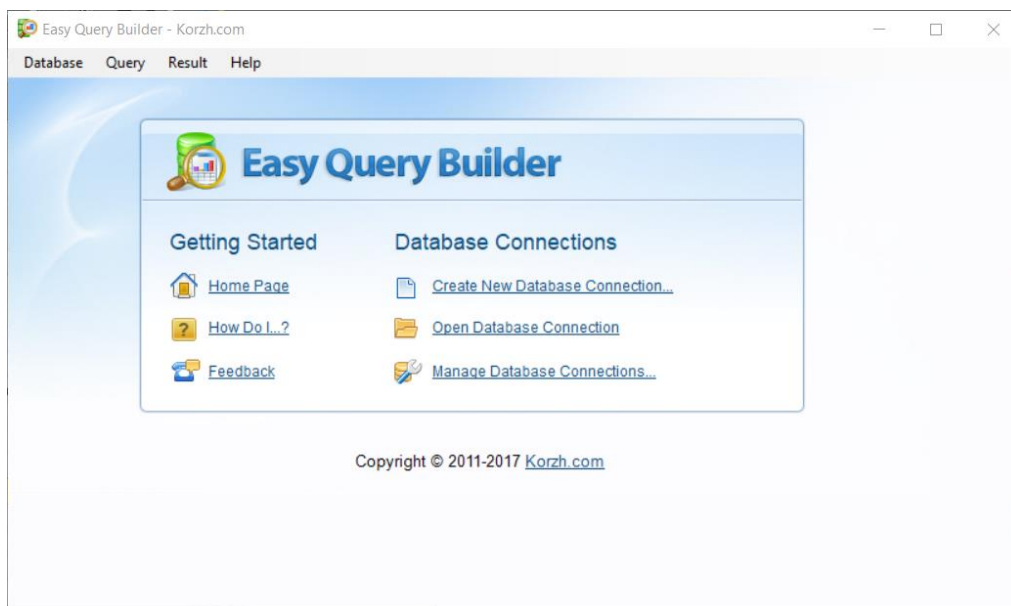 Easy Query Builder - Korzh.com
Database Query Result Help
Easy Query Builder
Getting Started
Home Page
How Do I...?
Feedback
Database Connections
Create New Database Connection...
Open Database Connection
Manage Database Connections...
Copyright © 2011-2017 Korzh.com